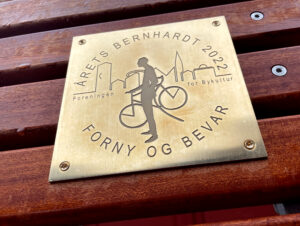 ÅRETS BERNHARDT 2022
Foreningen for Bykultur
FORNY OG BEVAR